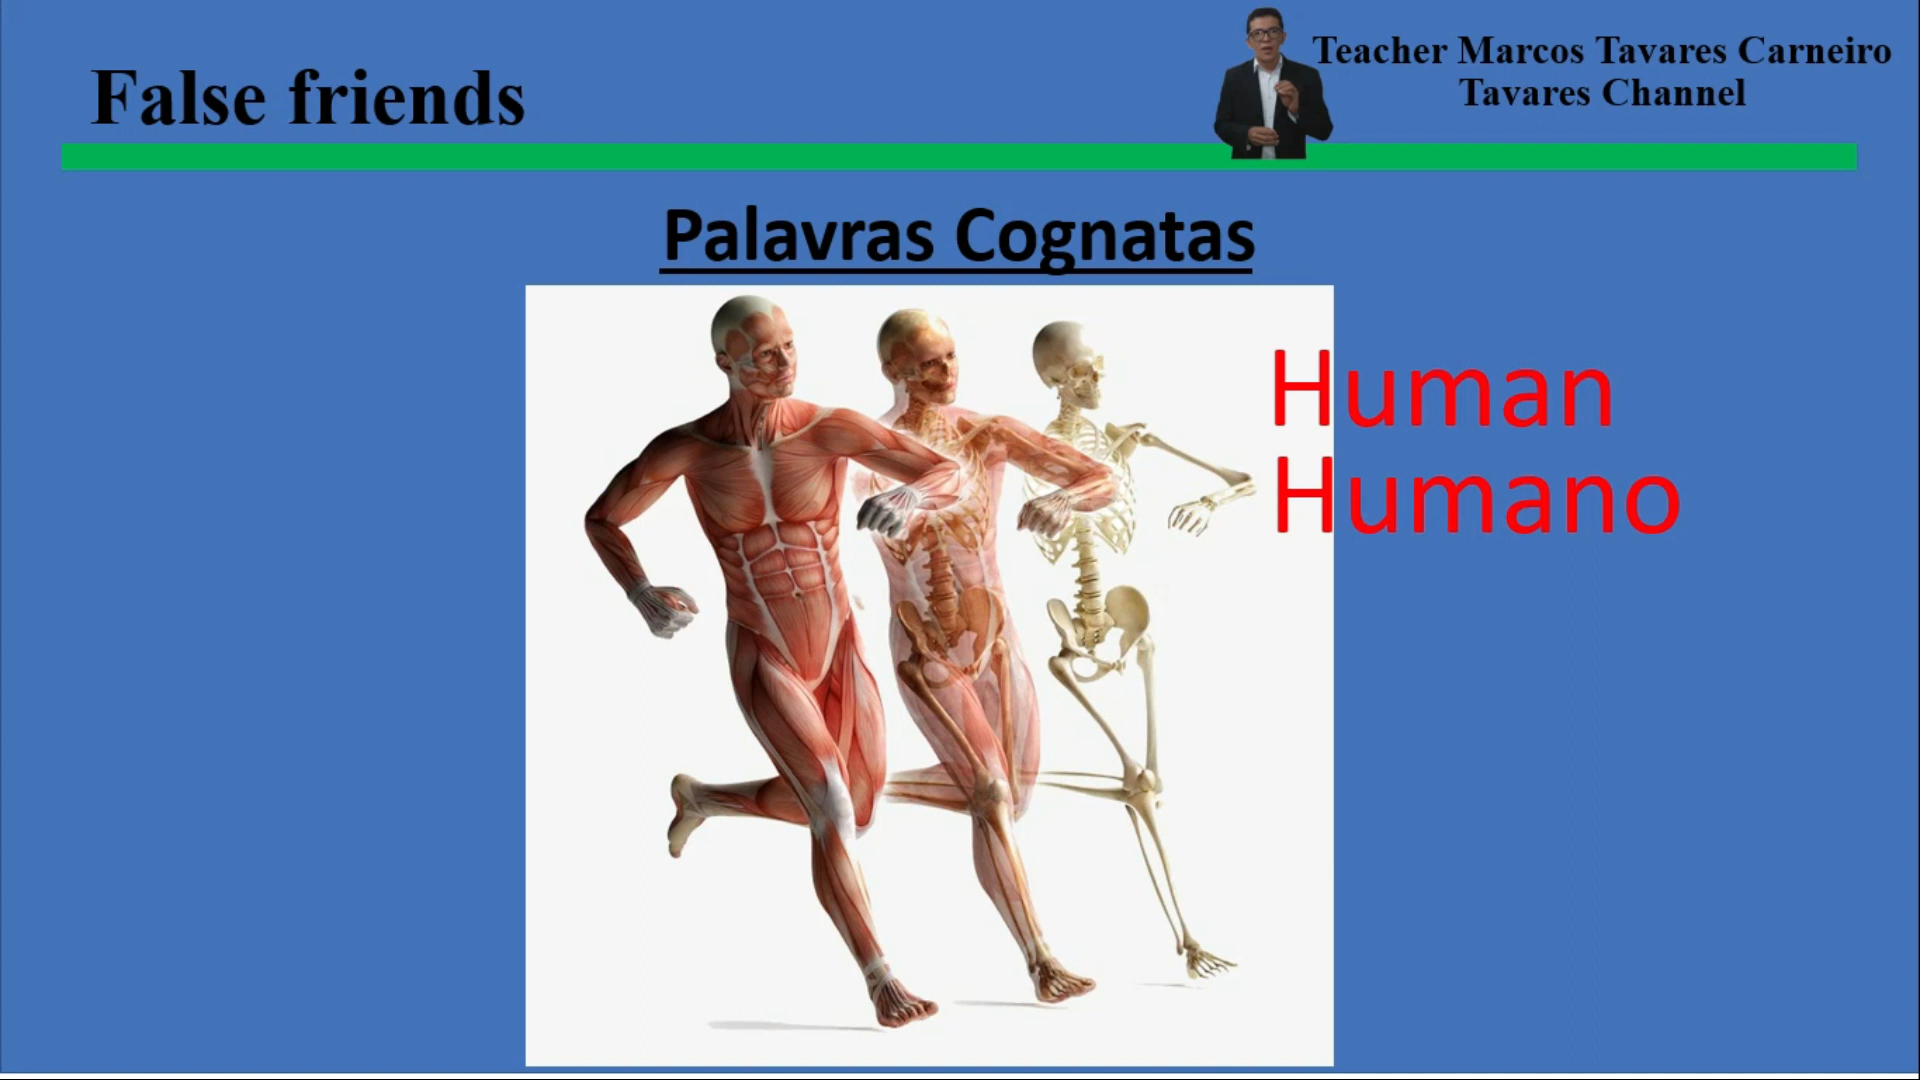 False friends
Teacher Marcos Tavares Carneiro
Tavares Channel
Palavras Cognatas
Human
Humano